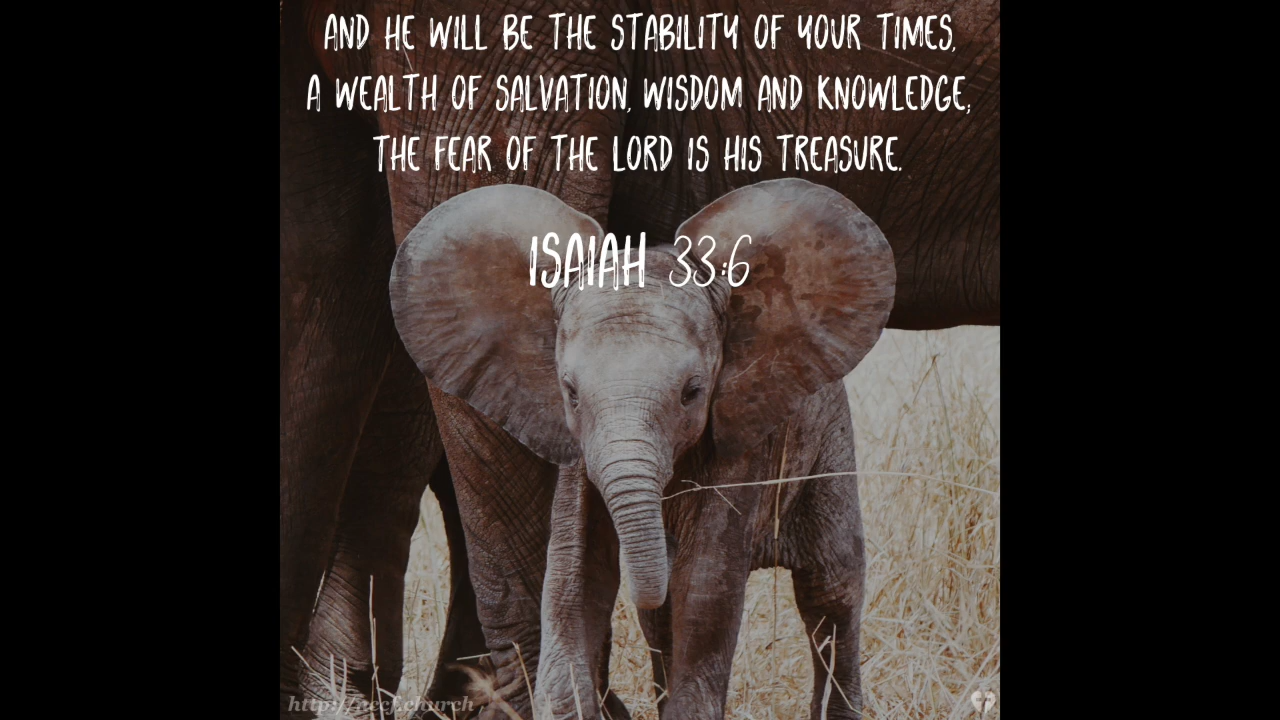 AND HE WILL BE THE STABILITY OF YOUR TIMES,
A WEALTH OF SALVATION, WISDOM AND KNOWLEDGE;
THE FEAR OF THE LORD IS HIS TREASURE.
ISAIAH 33:6